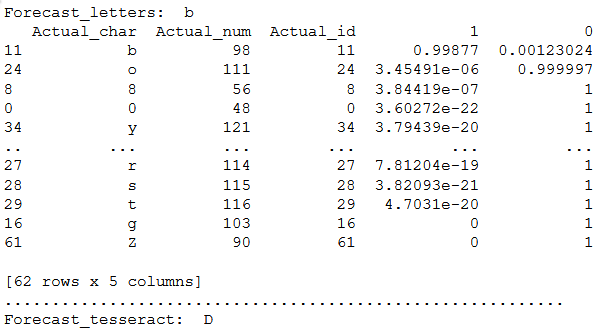 Forecast_letters:  b
   Actual_char  Actual_num  Actual_id            1           0
11           b          98         11      0.99877  0.00123024
24           o         111         24  3.45491e-06    0.999997
8            8          56          8  3.84419e-07           1
0            0          48          0  3.60272e-22           1
34           y         121         34  3.79439e-20           1
..         ...         ...        ...          ...         ...
27           r         114         27  7.81204e-19           1
28           s         115         28  3.82093e-21           1
29           t         116         29   4.7031e-20           1
16           g         103         16            0           1
61           Z          90         61            0           1
[62 rows x 5 columns]
...........................................................
Forecast_tesseract:  D